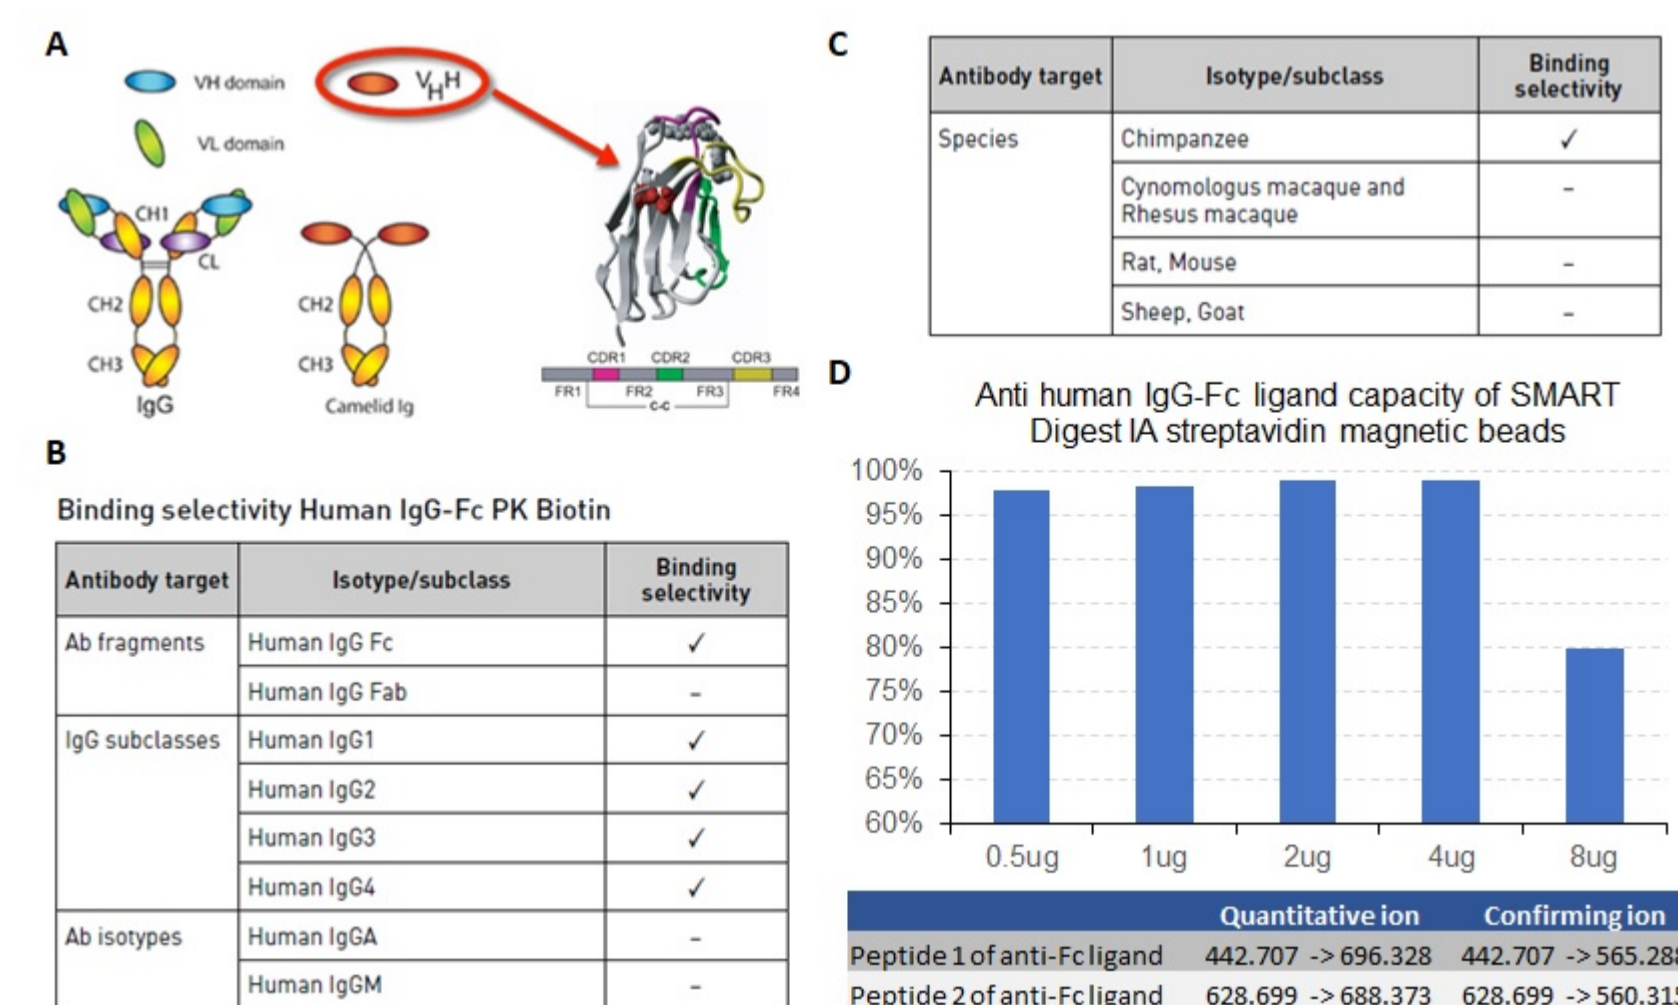 A
VH domain
VHH
VL domain
CH1
CL
CH2
CH3
IgG
CH2
CH3
Camelid Ig
CDR1 CDR2 CDR3
FR1 FR2 FR3 FR4
C-C
B
Binding selectivity Human IgG-Fc PK Biotin
Antibody target Isotype/subclass Binding selectivity
Ab fragments Human IgG Fc ✓
Human IgG Fab –
IgG subclasses Human IgG1 ✓
Human IgG2 ✓
Human IgG3 ✓
Human IgG4 ✓
Ab isotypes Human IgGA –
Human IgGM –
C
Antibody target Isotype/subclass Binding selectivity
Species Chimpanzee ✓
Cynomologus macaque and
Rhesus macaque –
Rat, Mouse –
Sheep, Goat –
D
Anti human IgG-Fc ligand capacity of SMART
Digest IA streptavidin magnetic beads
100%
95%
90%
85%
80%
75%
70%
65%
60%
0.5ug 1ug 2ug 4ug 8ug
Quantitative ion Confirming ion
Peptide 1 of anti-Fc ligand 442.707 -> 696.328 442.707 -> 565.288
Peptide 2 of anti-Fc ligand 628.699 -> 688.373 628.699 ->